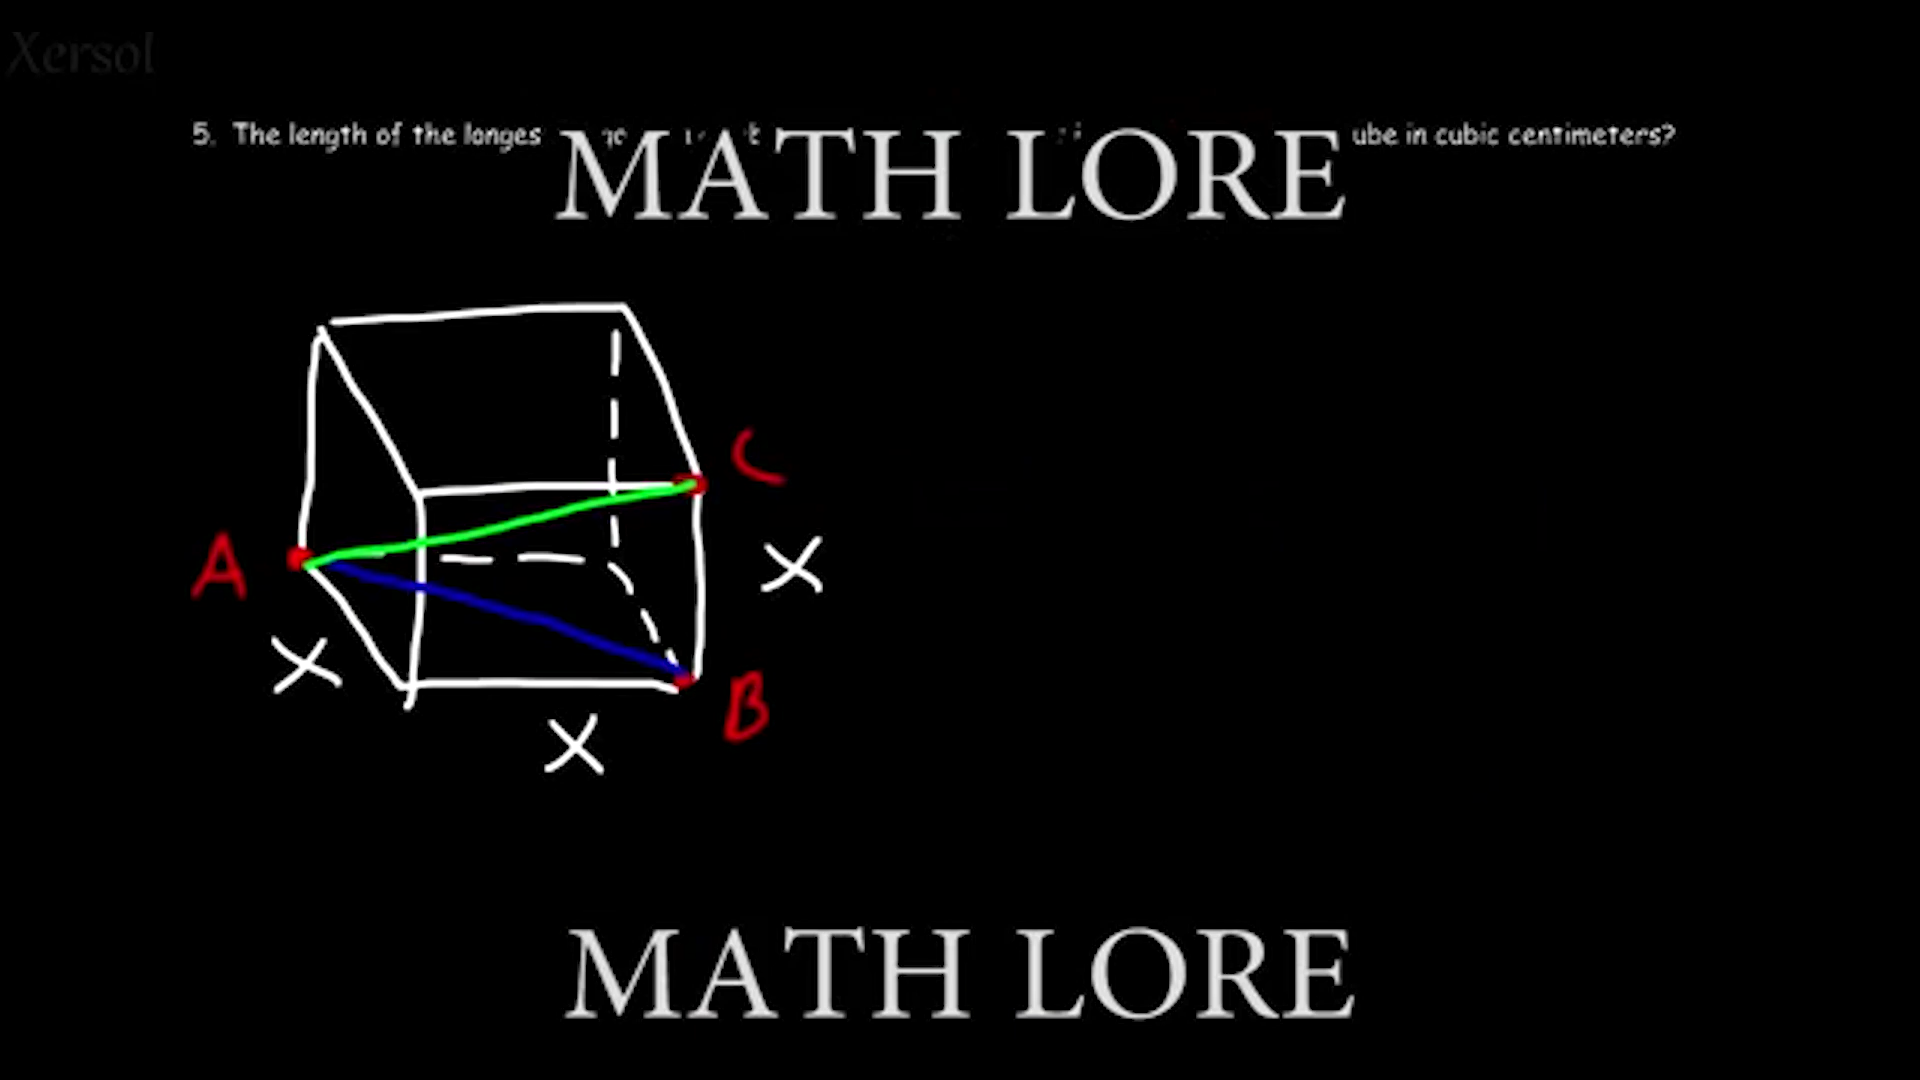 Xersol
5. The length of the longes
ube in cubic centimeters?
MATH LORE
C
A
X
X
B
X
MATH LORE